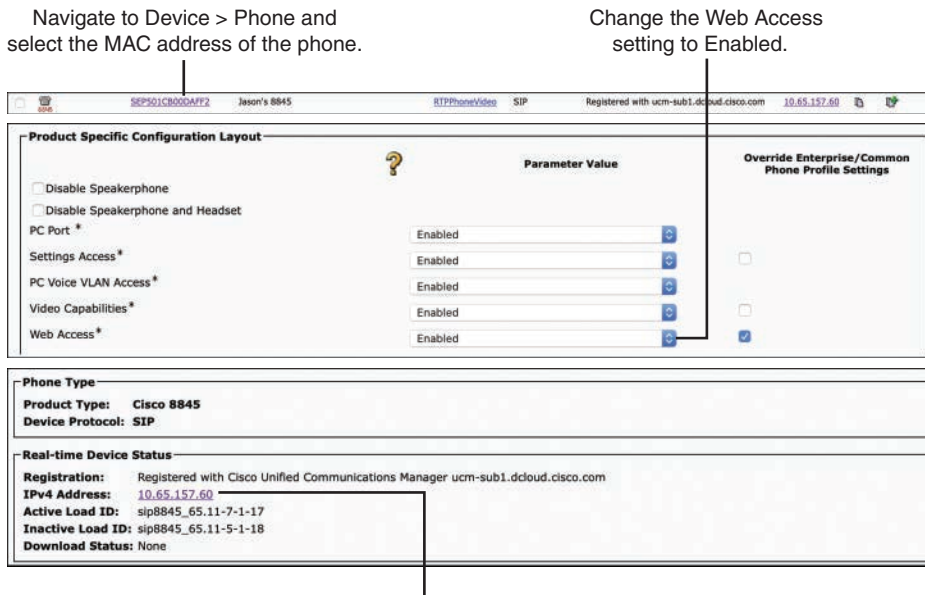 Navigate to Device > Phone and
select the MAC address of the phone.
Change the Web Access
setting to Enabled.
SEP501CB00DAFF2 Jason's 8845 RTPPhoneVideo SIP Registered with ucm-sub1.dcloud.cisco.com 10.65.157.60
Product Specific Configuration Layout
? Parameter Value Override Enterprise/Common
Phone Profile Settings
Disable Speakerphone
Disable Speakerphone and Headset
PC Port * Enabled
Settings Access* Enabled
PC Voice VLAN Access* Enabled
Video Capabilities* Enabled
Web Access* Enabled
Phone Type
Product Type: Cisco 8845
Device Protocol: SIP
Real-time Device Status
Registration: Registered with Cisco Unified Communications Manager ucm-sub1.dcloud.cisco.com
IPv4 Address: 10.65.157.60
Active Load ID: sip8845_65.11-7-1-17
Inactive Load ID: sip8845_65.11-5-1-18
Download Status: None